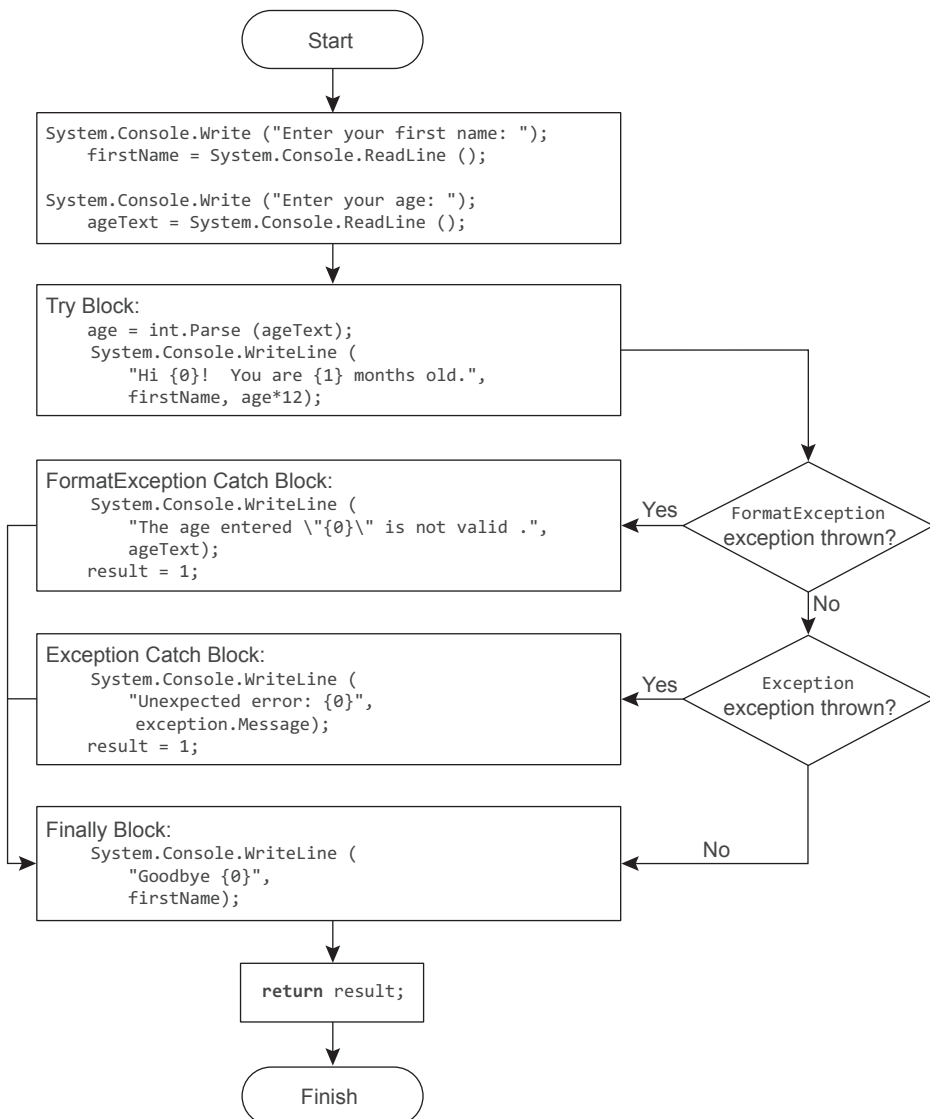 Start
System.Console.Write ("Enter your first name: ");
firstName = System.Console.ReadLine ();
System.Console.Write ("Enter your age: ");
ageText = System.Console.ReadLine ();
Try Block:
age = int.Parse (ageText);
System.Console.WriteLine (
"Hi {0}!  You are {1} months old.",
firstName, age*12);
FormatException Catch Block:
System.Console.WriteLine (
"The age entered \"{0}\" is not valid .",
ageText);
result = 1;
Yes
FormatException
exception thrown?
No
Exception Catch Block:
System.Console.WriteLine (
"Unexpected error: {0}",
exception.Message);
result = 1;
Yes
Exception
exception thrown?
No
Finally Block:
System.Console.WriteLine (
"Goodbye {0}",
firstName);
return result;
Finish